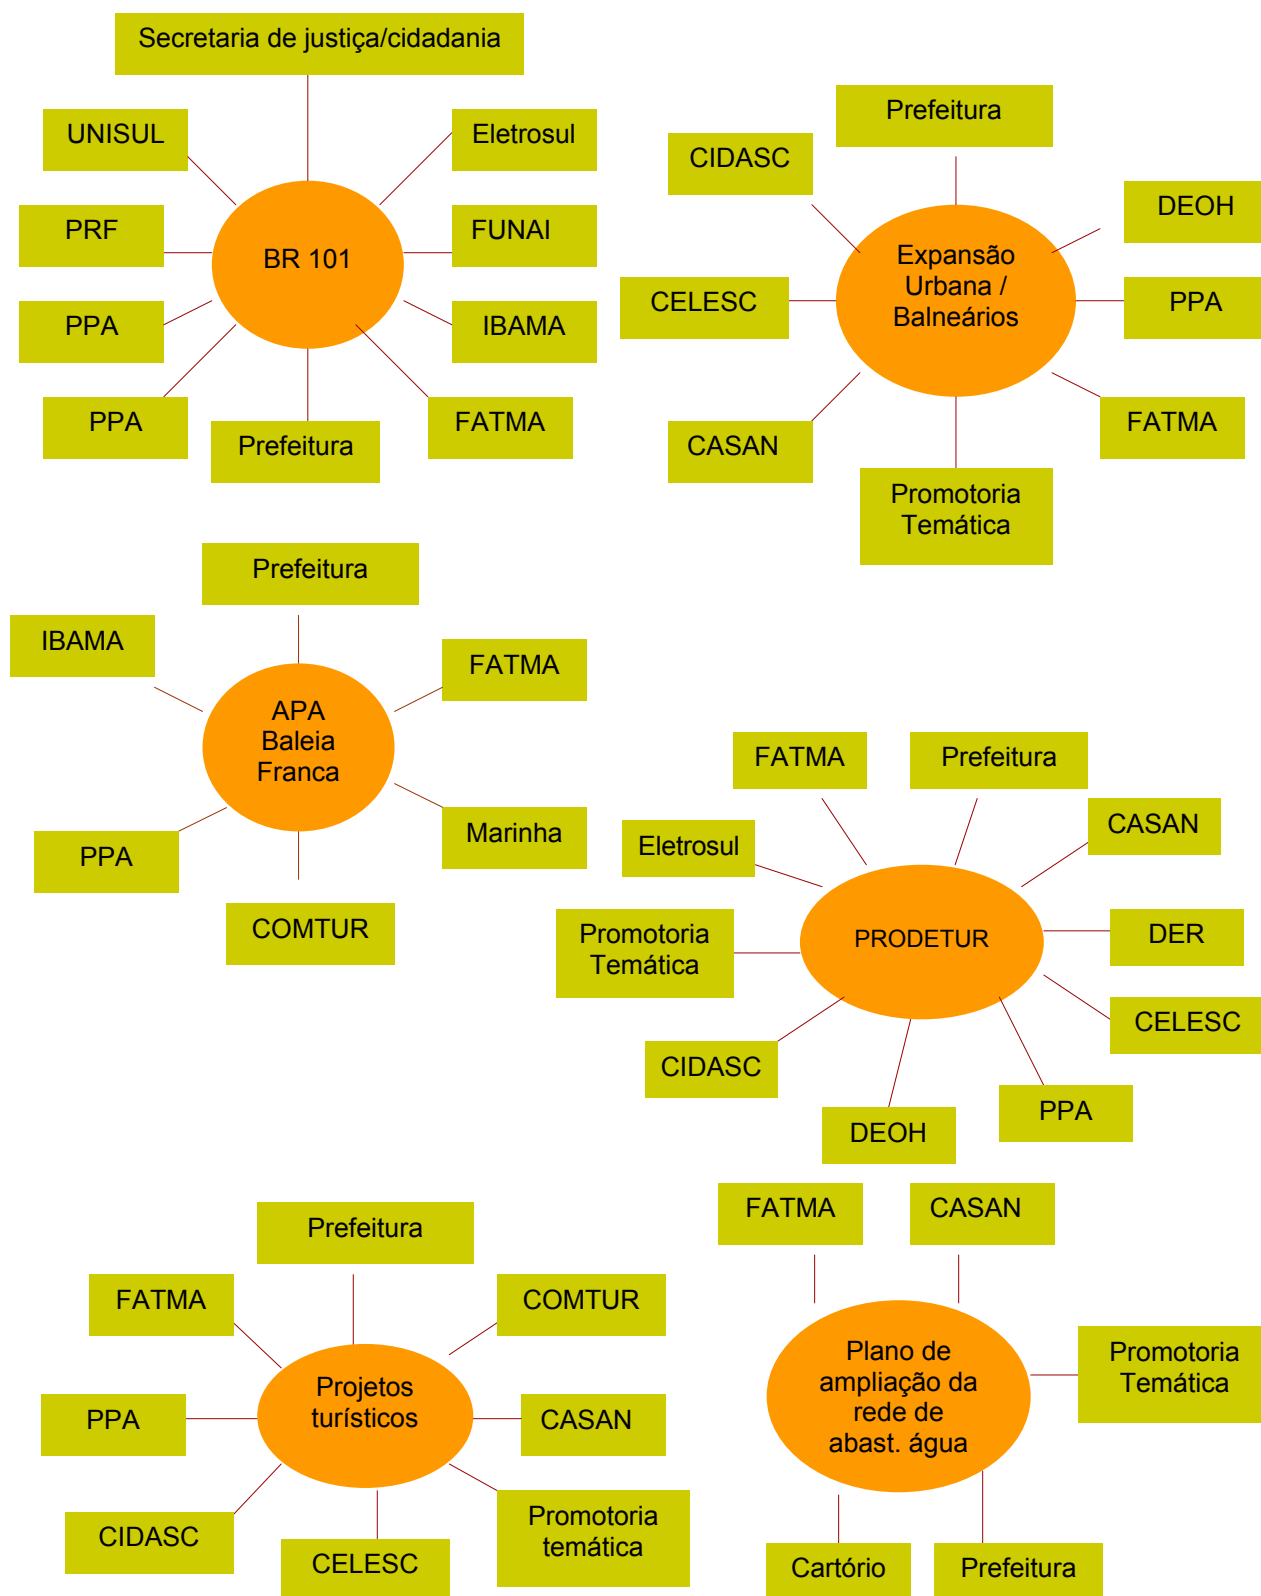 Secretaria de justiça/cidadania
UNISUL
Eletrosul
PRF
BR 101
FUNAI
PPA
IBAMA
PPA
Prefeitura
FATMA
Prefeitura
CIDASC
DEOH
Expansão
Urbana /
Balneários
CELESC
PPA
CASAN
FATMA
Promotoria
Temática
Prefeitura
IBAMA
FATMA
APA
Baleia
Franca
PPA
Marinha
COMTUR
FATMA
Prefeitura
Eletrosul
CASAN
Promotoria
Temática
PRODETUR
DER
CIDASC
CELESC
DEOH
PPA
Prefeitura
FATMA
COMTUR
PPA
Projetos
turísticos
CASAN
CIDASC
CELESC
Promotoria
temática
FATMA
CASAN
Plano de
ampliação da
rede de
abast. água
Promotoria
Temática
Cartório
Prefeitura